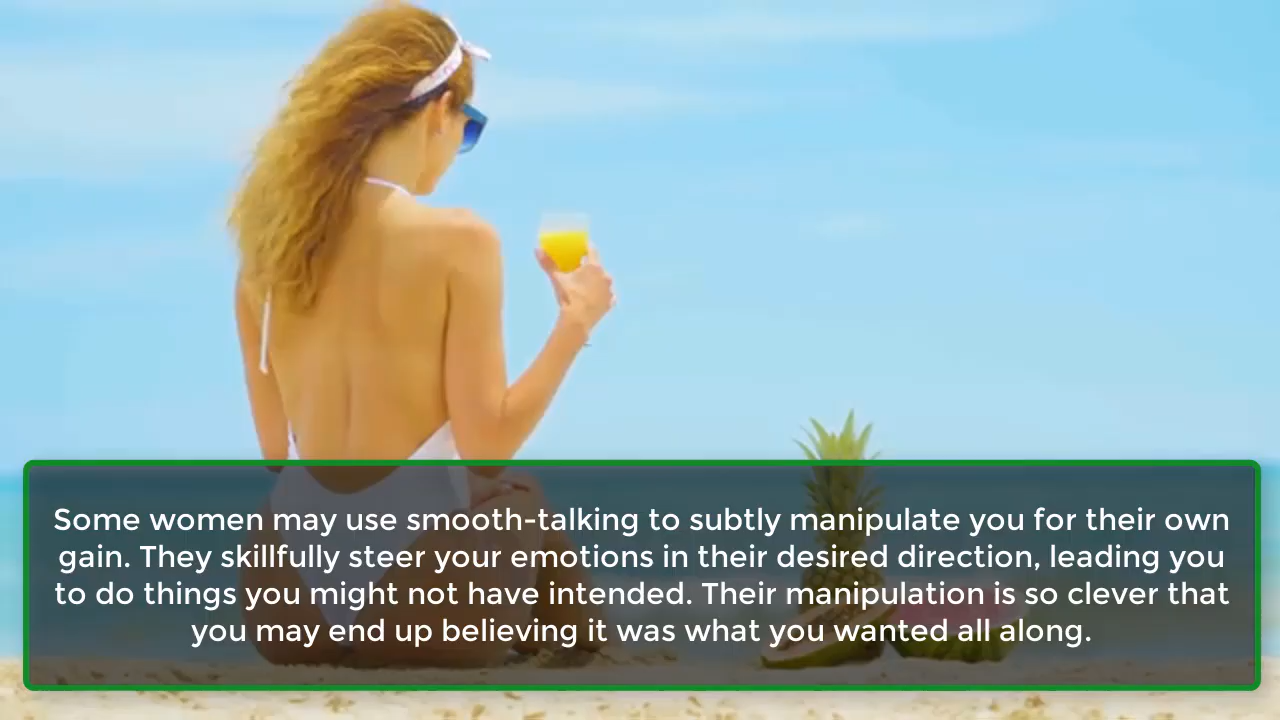 Some women may use smooth-talking to subtly manipulate you for their own
gain. They skillfully steer your emotions in their desired direction, leading you
to do things you might not have intended. Their manipulation is so clever that
you may end up believing it was what you wanted all along.